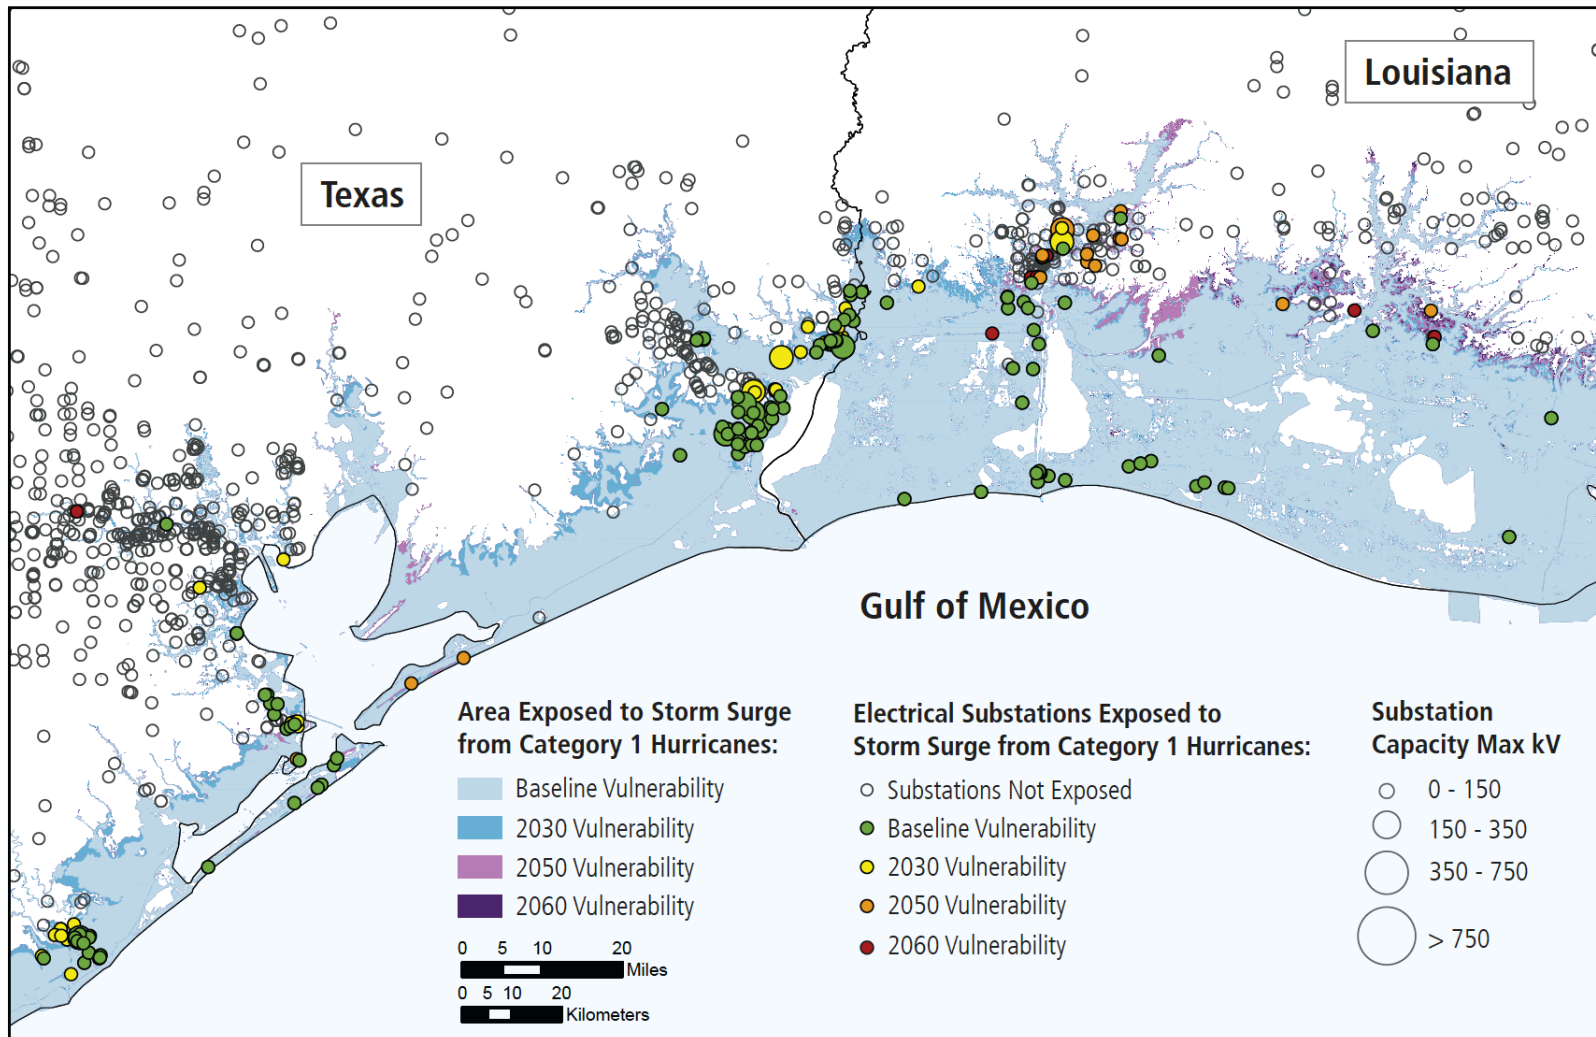 Louisiana
Texas
Gulf of Mexico
Area Exposed to Storm Surge
from Category 1 Hurricanes:
Baseline Vulnerability
2030 Vulnerability
2050 Vulnerability
2060 Vulnerability
0 5 10 20
Miles
0 5 10 20
Kilometers
Electrical Substations Exposed to
Storm Surge from Category 1 Hurricanes:
Substations Not Exposed
Baseline Vulnerability
2030 Vulnerability
2050 Vulnerability
2060 Vulnerability
Substation
Capacity Max kV
0 - 150
150 - 350
350 - 750
> 750